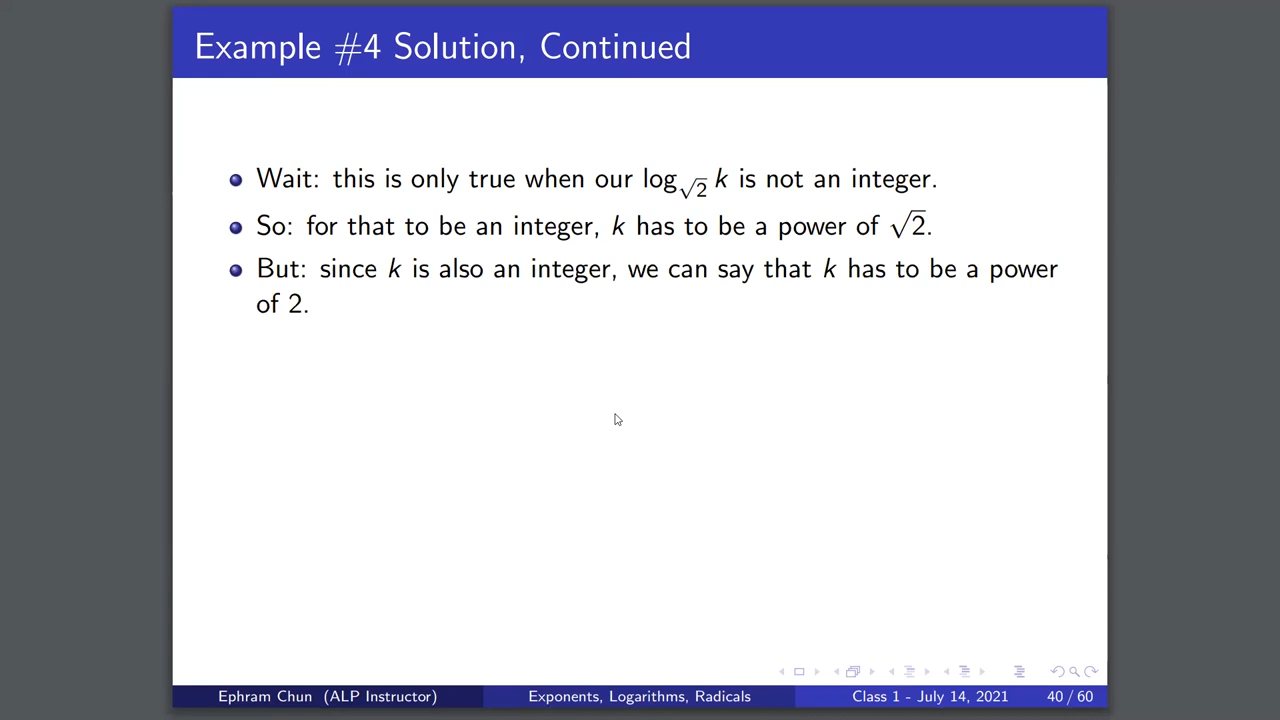 Example #4 Solution, Continued
Wait: this is only true when our log√2 k is not an integer.
So: for that to be an integer, k has to be a power of √2.
But: since k is also an integer, we can say that k has to be a power
of 2.
Ephram Chun (ALP Instructor) Exponents, Logarithms, Radicals Class 1 - July 14, 2021 40 / 60